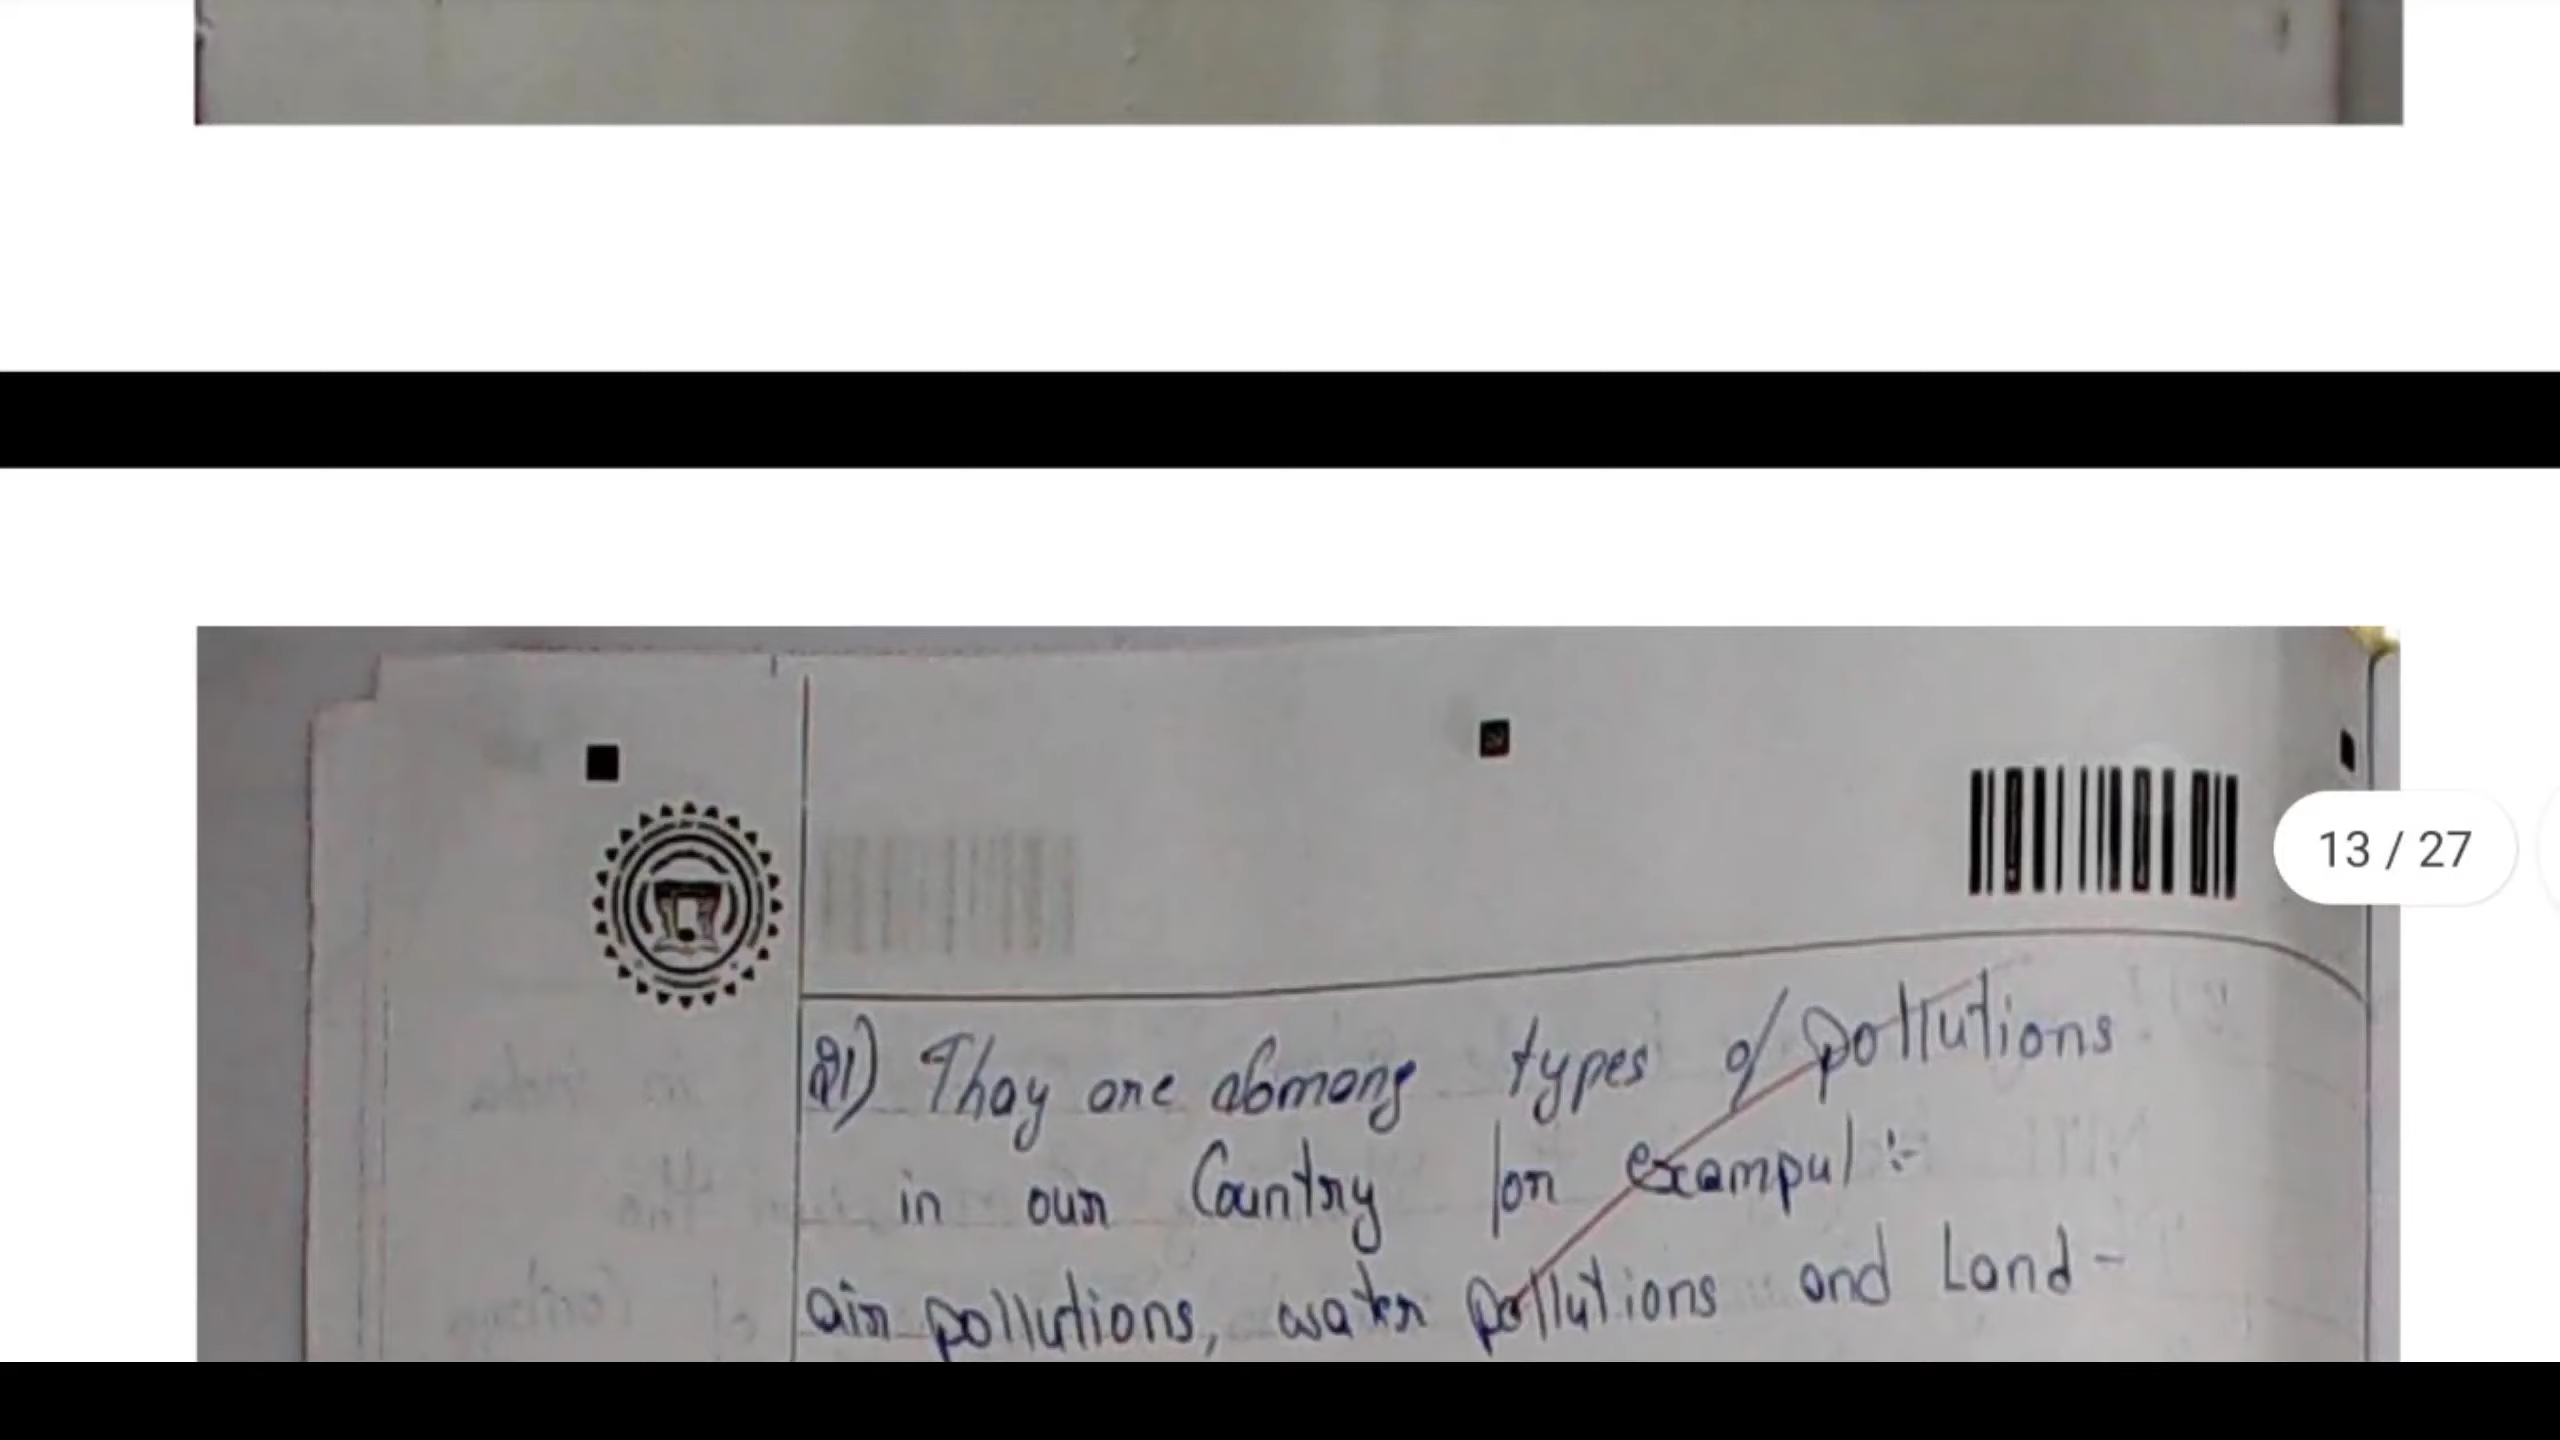 13 / 27
21) Thay are abmong types of pollutions
in our Country for exampul :-
air pollutions, water pollutions and Land-